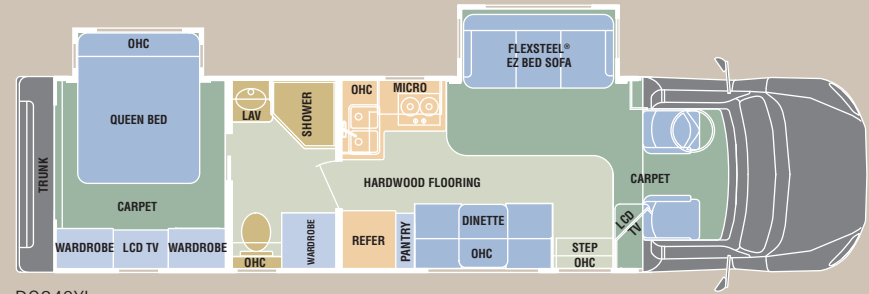 OHC
QUEEN BED
TRUNK
CARPET
WARDROBE
LCD TV
WARDROBE
LAV
SHOWER
OHC
WARDROBE
OHC
MICRO
REFER
PANTRY
HARDWOOD FLOORING
DINETTE
OHC
FLEXSTEEL®
EZ BED SOFA
STEP
OHC
LCD
TV
CARPET